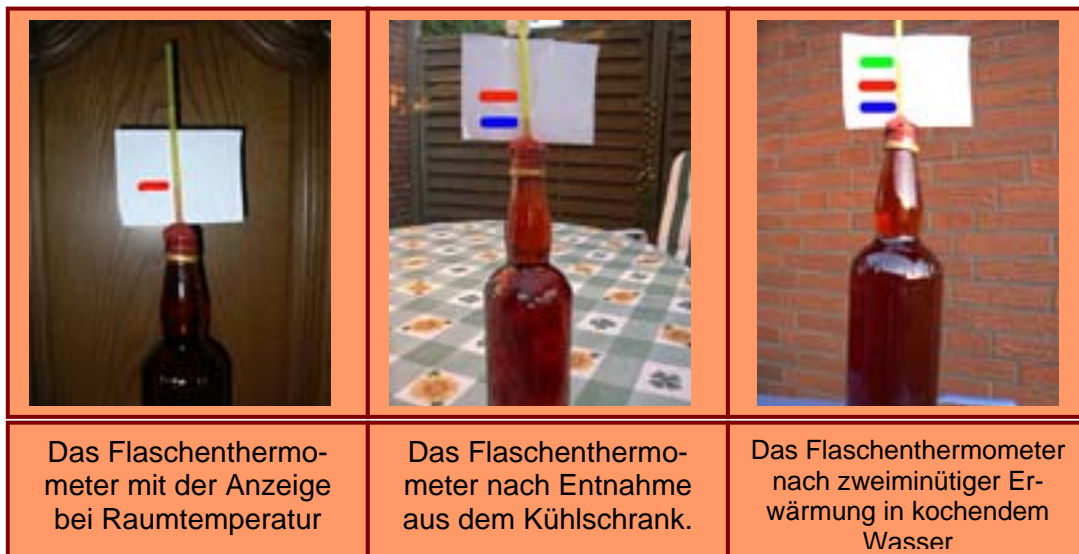 Das Flaschenthermo-
meter mit der Anzeige
bei Raumtemperatur
Das Flaschenthermo-
meter nach Entnahme
aus dem Kühlschrank.
Das Flaschenthermometer
nach zweiminütiger Er-
wärmung in kochendem
Wasser